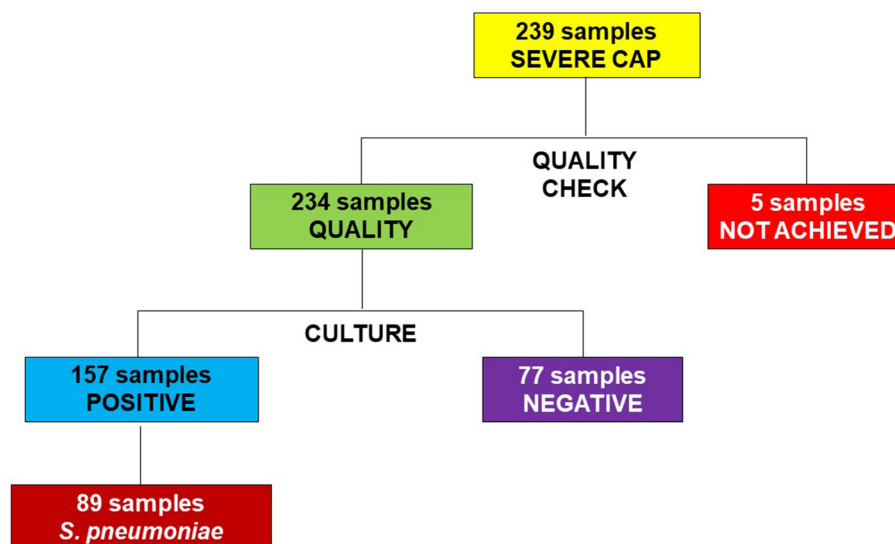 239 samples
SEVERE CAP
QUALITY
CHECK
234 samples
QUALITY
5 samples
NOT ACHIEVED
CULTURE
157 samples
POSITIVE
77 samples
NEGATIVE
89 samples
S. pneumoniae